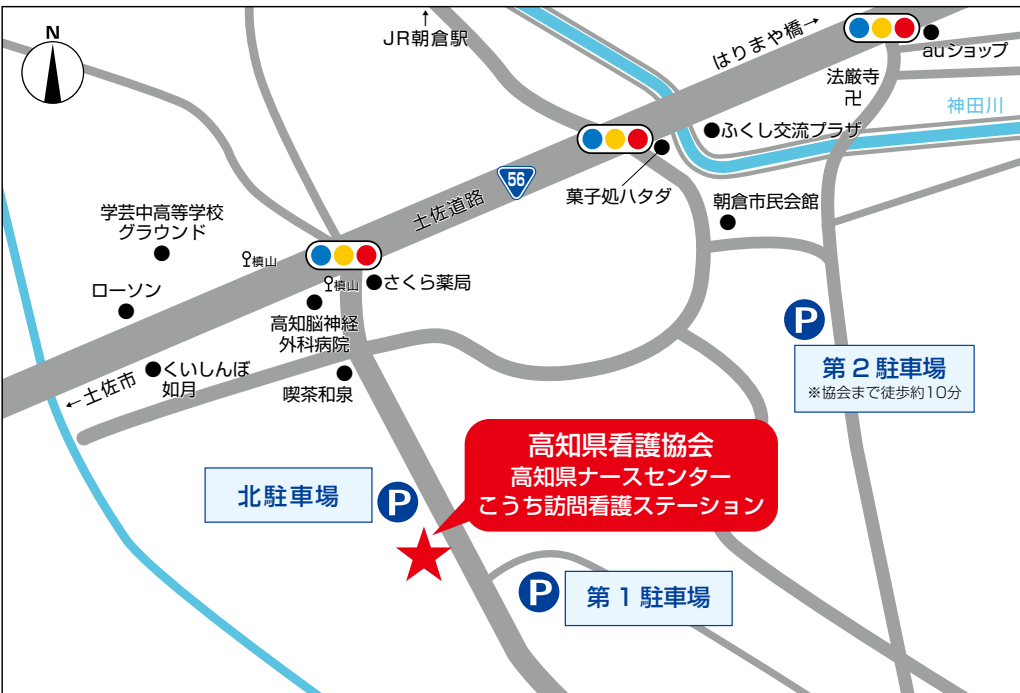 N
↑
JR朝倉駅
はりまや橋→
auショップ
法厳寺
卍
神田川
ふくし交流プラザ
菓子処ハタダ
56
土佐道路
朝倉市民会館
学芸中高等学校
グラウンド
槙山
槙山
さくら薬局
ローソン
高知脳神経
外科病院
P
第2駐車場
※協会まで徒歩約10分
くいしんぼ
如月
←土佐市
喫茶和泉
高知県看護協会
高知県ナースセンター
こうち訪問看護ステーション
北駐車場
P
P
第1駐車場